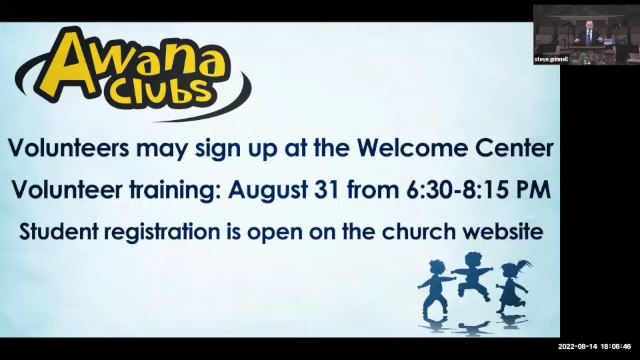 Awana
Clubs
Volunteers may sign up at the Welcome Center
Volunteer training: August 31 from 6:30-8:15 PM
Student registration is open on the church website
steve grinnell
2022-08-14 18:06:46